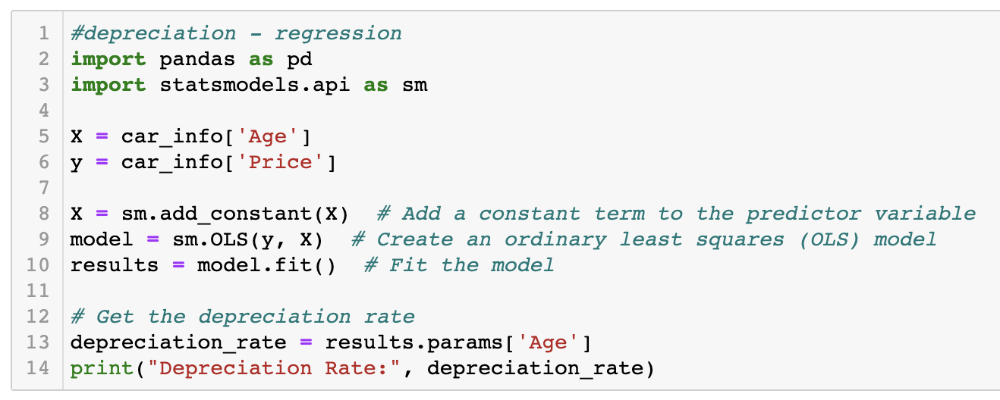 1 #depreciation - regression
2 import pandas as pd
3 import statsmodels.api as sm
4
5 X = car_info['Age']
6 y = car_info['Price']
7
8 X = sm.add_constant(X)  # Add a constant term to the predictor variable
9 model = sm.OLS(y, X)  # Create an ordinary least squares (OLS) model
10 results = model.fit()  # Fit the model
11
12 # Get the depreciation rate
13 depreciation_rate = results.params['Age']
14 print("Depreciation Rate:", depreciation_rate)